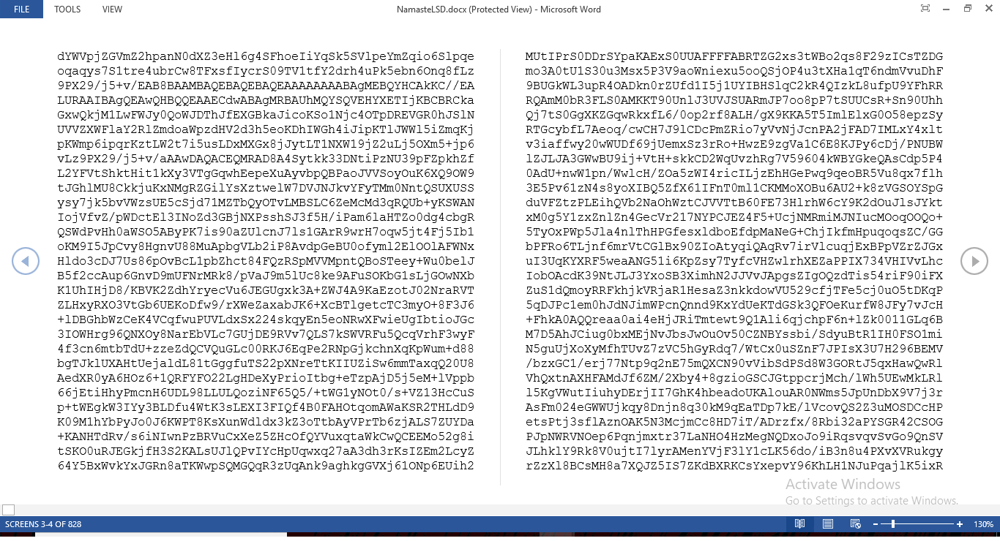 FILE TOOLS VIEW NamasteLSD.docx (Protected View) - Microsoft Word
dYWVpjZGVmZ2hpanN0dXZ3eHl6g4SFhoeIiYqSk5SVlpeYmZqio6Slpqe
oqaqys7S1tre4ubrCw8TFxsfIycrS09TV1tfY2drh4uPk5ebn6Onq8fLz
9PX29/j5+v/EAB8BAAMBAQEBAQEBAQEAAAAAAAABAgMEBQYHCAkKC//EA
LURAAIBAgQEAwQHBQQEAAECdwABAgMRBAUhMQYSQVEHYXETIjKBCBRCka
GxwQkjM1LwFWJy0QoWJDThJfEXGBkaJicoKSo1Njc4OTpDREVGR0hJSlN
UVVZXWFlaY2RlZmdoaWpzdHV2d3h5eoKDhIWGh4iJipKTlJWWl5iZmqKj
pKWmp6ipqrKztLW2t7i5usLDxMXGx8jJytLT1NXW19jZ2uLj5OXm5+jp6
vLz9PX29/j5+v/aAAwDAQACEQMRAD8A4Sytkk33DNtiPzNU39pFZpkhZf
L2YFVtShktHit1kXy3VTgGqwhEepeXuAyvbpQBPaoJVVSoyOuK6XQ9OW9
tJGhlMU8CkkjuKxNMgRZGilYsXztwelW7DVJNJkvYFyTMm0NntQSUXUSS
ysy7jk5bvVWzsUE5cSjd71MZTbQyOTvLMBSLC6ZeMcMd3qRQUb+yKSWAN
IojVfvZ/pWDctEl3INoZd3GBjNXPsshSJ3f5H/iPam6laHTZo0dg4cbgR
QSWdPvHh0aWSO5AByPK7is90aZUlcnJ7ls1GArR9wrH7oqw5jt4Fj5Ib1
oKM9I5JpCvy8HgnvU88MuApbgVLb2iP8AvdpGeBU0ofyml2ElOOlAFWNx
Hldo3cDJ7Us86pOvBcL1pbZhct84FQzRSpMVVMpntQBoSTeey+Wu0belJ
B5f2ccAup6GnvD9mUFNrMRk8/pVaJ9m5lUc8ke9AFuSOKbG1sLjGOwNXb
K1UhIHjD8/KBVK2ZdhYryecVu6JEGUgxk3A+ZWJ4A9KaEzotJ02NraRVT
ZLHxyRXO3VtGb6UEKoDfw9/rXWeZaxabJK6+XcBTlgetcTC3myO+8F3J6
+lDBGhbWzCeK4VCqfwuPUVLdxSx224skqyEn5eoNRwXFwieUgIbtioJGc
3IOWHrg96QNXOy8NarEbVLc7GUjDE9RVv7QLS7kSWVRFu5QcqVrhF3wyF
4f3cn6mtbTdU+zzeZdQCVQuGLc00RKJ6EqPe2RNpGjkchnXqKpWum+d88
bgTJklUXAHtUejaldL81tGggfuTS22pXNreTtKIIUZiSw6mmTaxqQ20U8
AedXR0yA6HOz6+1QRFYFO22LgHDeXyPrioItbg+eTzpAjD5j5eM+lVppb
66jEtiHhyPmcnH6UDL98LLULQoziNF65Q5/+tWG1yNOt0/s+VZ13HcCuS
p+tWEgkW3IYy3BLDfu4WtK3sLEXI3FIQf4B0FAHOtqomAWaKSR2THLdD9
K09M1hYbPyJo0J6KWPT8KsXunWdldx3kZ3oTtbAyVPrTb6zjALS7ZUYDa
+KANHTdRv/s6iNIwnPzBRVuCxXeZ5ZHcOfQYVuxqtaWkCwQCEEMo52g8i
tSKO0uRJEGkjfH3S2KALsUJlQPvIYcHpUqwxq27aA3dh3rKsIZEm2LcyZ
64Y5BxWvkYxJGRn8aTKWwpSQMGQqR3zUqAnk9aghkgGVXj61ONp6EUih2
MUtIPrS0DDrSYpaKAExS0UUAFFFFABRTZG2xs3tWBo2qs8F29zICsTZDG
mo3A0tU1S30u3Msx5P3V9aoWniexu5ooQSjOP4u3tXHa1qT6ndmVvuDhF
9BUGkWL3upR4OADkn0rZUfd1I5j1UYIBHSlqC2kR4QIzkL8ufpU9YFhRR
RQAmM0bR3FLS0AMKKT90UnlJ3UVJSUARmJP7oo8pP7tSUUCsR+Sn90Uhh
Qj7tS0GgXKZGqwRkxfL6/0op2rf8ALH/gX9KKA5T5ImlElxG0O58epzSy
RTGcybfL7Aeoq/cwCH7J9lCDcPmZRio7yVvNjJcnPA2jFAD7IMLxY4xlt
v3iaffwy20wWUDf69jUemxSz3rRo+HwzE9zgVa1C6E8KJPy6cDj/PNUBW
lZJLJA3GWwBU9ij+VtH+skkCD2WqUvzhRg7V59604kWBYGkeQAsCdp5P4
0AdU+nwW1pn/WwlcH/ZOa5zWI4ricILjzEhHGePwq9qeoBR5Vu8qx7flh
3E5Pv61zN4s8yoXIBQ5ZfX61IFnT0ml1CKMMoXOBu6AU2+k8zVGSOYSpG
duVFZtzPLEihQVb2NaOhWztCJVVTtB60FE73HlrhW6cY9K2dOuJlsJYkt
xM0g5Y1zxZnlZn4GecVr217NYPCJEZ4F5+UcjNMRmiMJNIucMOoqOOQo+
5TyOxPWp5Jla4nlThHPGfesxldboEfdpMaNeG+ChjIkfmHpuqoqsZC/GG
bPFRo6TLjnf6mrVtCGlBx90ZIoAtyqiQAqRv7irVlcuqjExBPpVZrZJGx
uI3UqKYXRF5weaANG51i6KpZsy7TyfcVHZwlrhXEZaPPIX734VHIVvLhc
IobOAcdK39NtJLJ3YxoSB3XimhN2JJVvJApgsZIgOQzdTis54riF90iFX
ZuS1dQmoyRRFkhjkVRjaR1HesaZ3nkkdowVU529cfjTFe5cj0uO5tDKqP
5qDJPc1em0hJdNJimWPcnQnnd9KxYdUeKTdGSk3QFOeKurfW8JFy7vJcH
+FhkA0AQQreaa0ai4eHjJRiTmtewt9Q1Ali6qjchpF6n+lZk0011GLq6B
M7D5AhJCiug0bxMEjNvJbsJwOuOv50CZNBYssbi/SdyuBtR1IH0FSO1mi
N5guUjXoXyMfhTUvZ7zVC5hGyRdq7/WtCx0uSZnF7JPIsX3U7H296BEMV
/bzxGC1/erj77Ntp9q2nE75mQXCN90vVibSdPSd8W3GORtJ5qxHawQwRl
VhQxtnAXHFAMdJf6ZM/2Xby4+8gzioGSCJGtppcrjMch/lWh5UEwMkLRl
l5KgVWutIiuhyDErjII7GhK4hbeadoUKAlouAR0NWms5JpUnDbX9V7j3r
AsFm024eGWWUjkqy8Dnjn8q30kM9qEaTDp7kE/lVcovQS2Z3uMOSDCcHP
etsPtj3sflAznOAK5N3McjmCc8HD7iT/ADrzfx/8Rbi32aPYSGR42CSOG
PJpNWRVNOep6Pqnjmxtr37LaNHO4HzMegNQDxoJo9iRqsvqvSvGo9QnSV
JLhklY9Rk8V0ujtI7lyrAMenYVjF3lY1cLK56do/iB3n8u4PXvXVRukgy
rZzXl8BCsMH8a7XQJZ5IS7ZKdBXRKCsYxepvY96KhLH1NJuPqajlK5ixR
Activate Windows
Go to Settings to activate Windows.
SCREENS 3-4 OF 828 130%